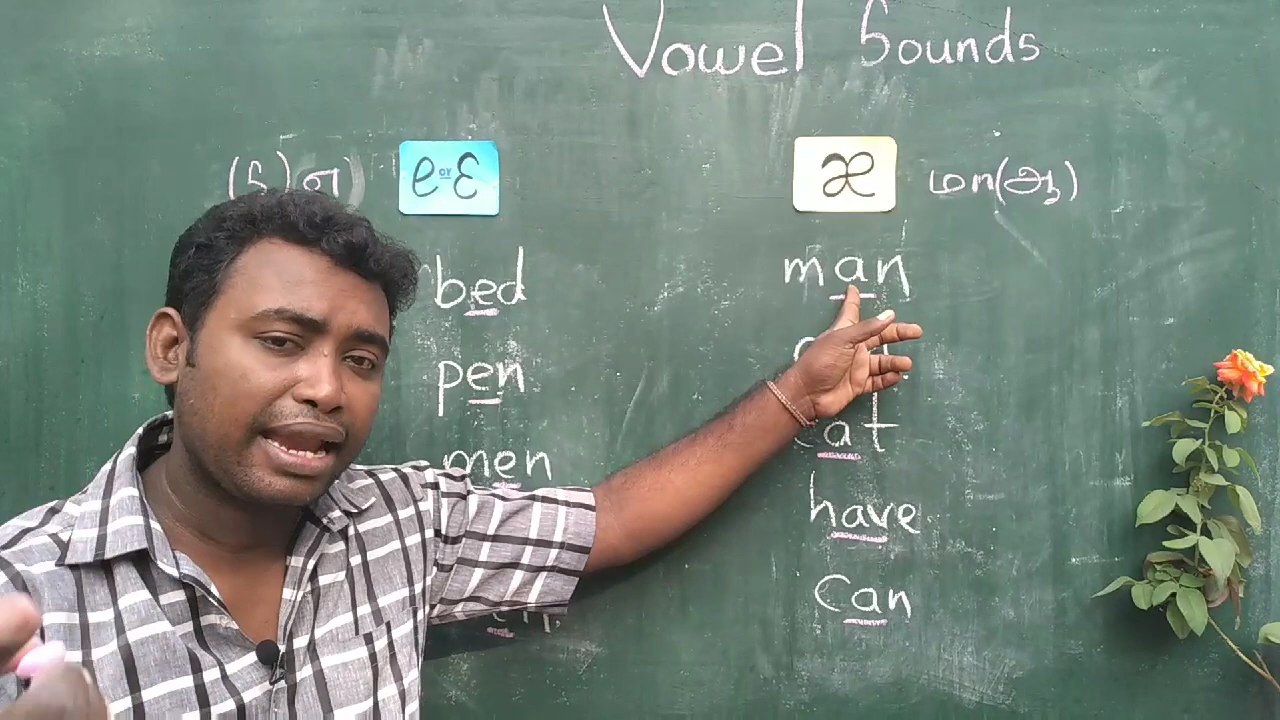 Vowel Sounds
e or ε
æ மா(ஆ)
bed
man
pen
cat
men
have
can